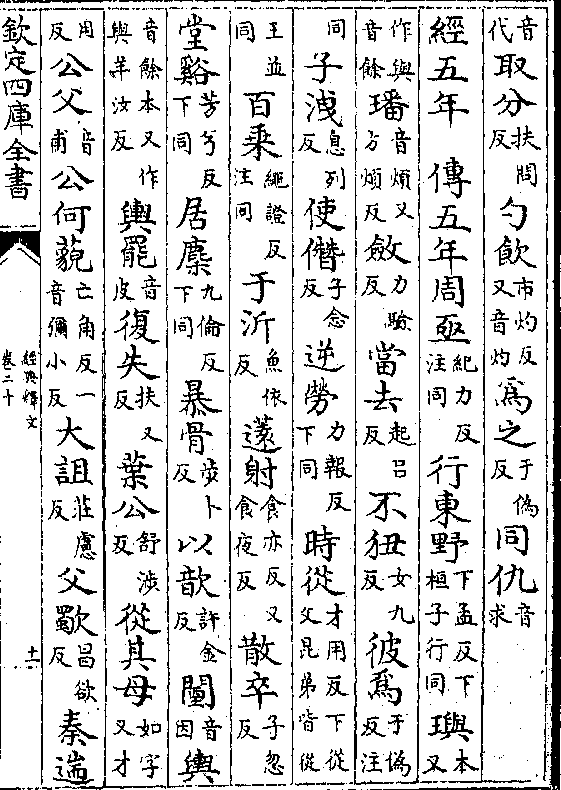 音代取分扶問反勺飲市灼反又音灼爲之于偽反同仇音求
經五年　傳五年周亟紀力反注同行東野下孟反下桓子行同璵本又
作與音餘璠音煩又方煩反斂力驗反當去起呂反不狃女九反彼爲于偽反注
同子洩息列反使僭子念反逆勞力報反下同時從才用反下從父昆弟皆從
王並同百乘繩證反注同于沂魚依反薳射食亦反又食夜反散卒子忽反
堂谿芳兮反下同居麇九倫反下同暴骨步卜反以歆許金反闉音因輿
音餘本又作與羊汝反輿罷音皮復失扶又反葉公舒涉反從其母如字又才
用反公父音甫公何藐亡角反一音彌小反大詛莊慮反父歜昌欲反秦遄
欽定四庫全書
經典釋文
卷二十
十一